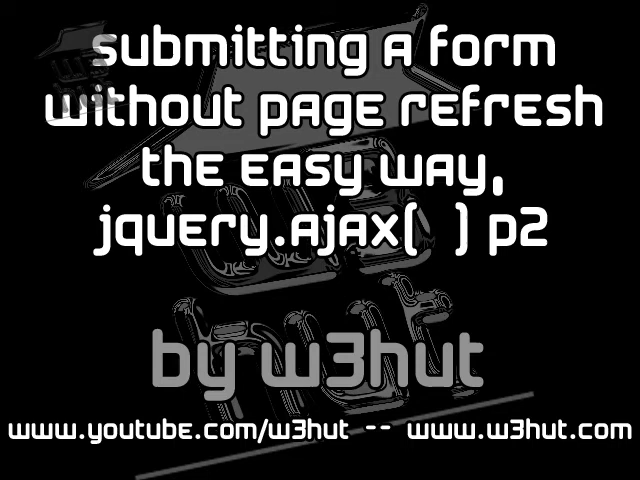 submitting a form
without page refresh
the easy way,
jquery.ajax( ) p2
by w3hut
www.youtube.com/w3hut -- www.w3hut.com